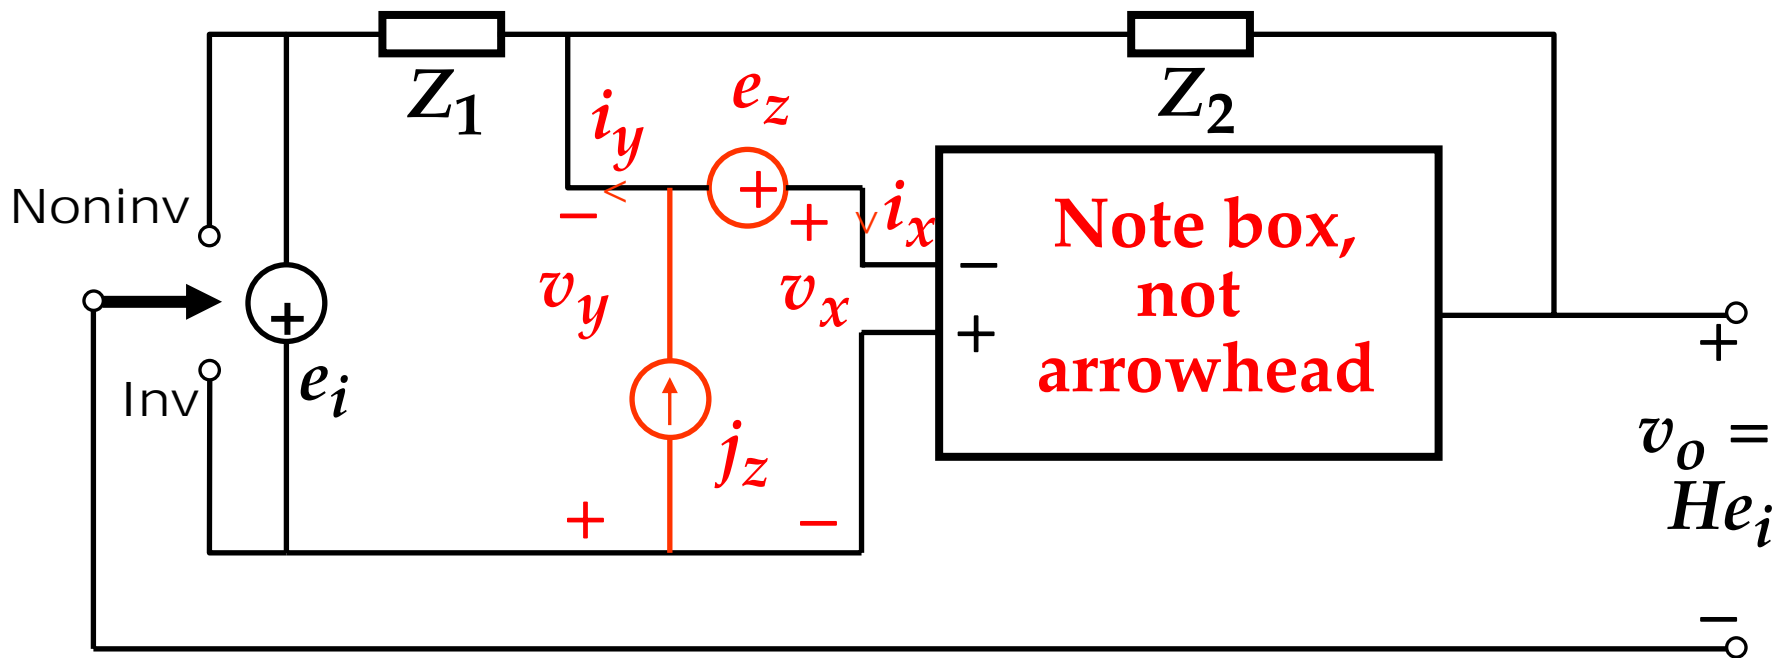 Z1
Z2
ez
iy
Noninv
ix
−
+
−
Note box,
not
arrowhead
vy
vx
+
+
+
Inv
ei
jz
+
−
vo =
Hei
−